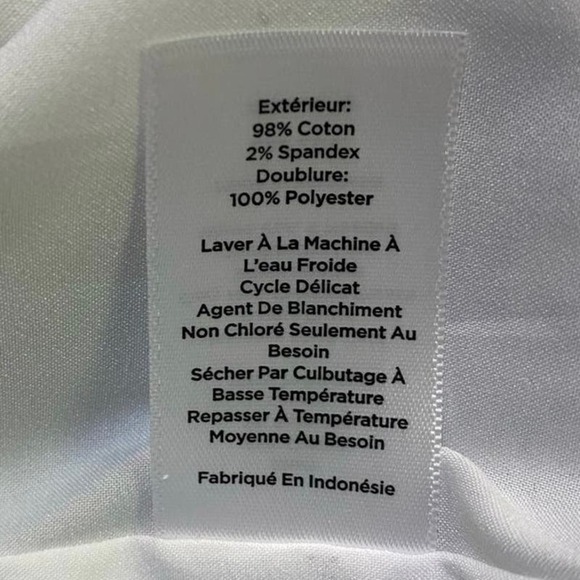 Extérieur:
98% Coton
2% Spandex
Doublure:
100% Polyester
Laver À La Machine À
L'eau Froide
Cycle Délicat
Agent De Blanchiment
Non Chloré Seulement Au
Besoin
Sécher Par Culbutage À
Basse Température
Repasser À Température
Moyenne Au Besoin
Fabriqué En Indonésie